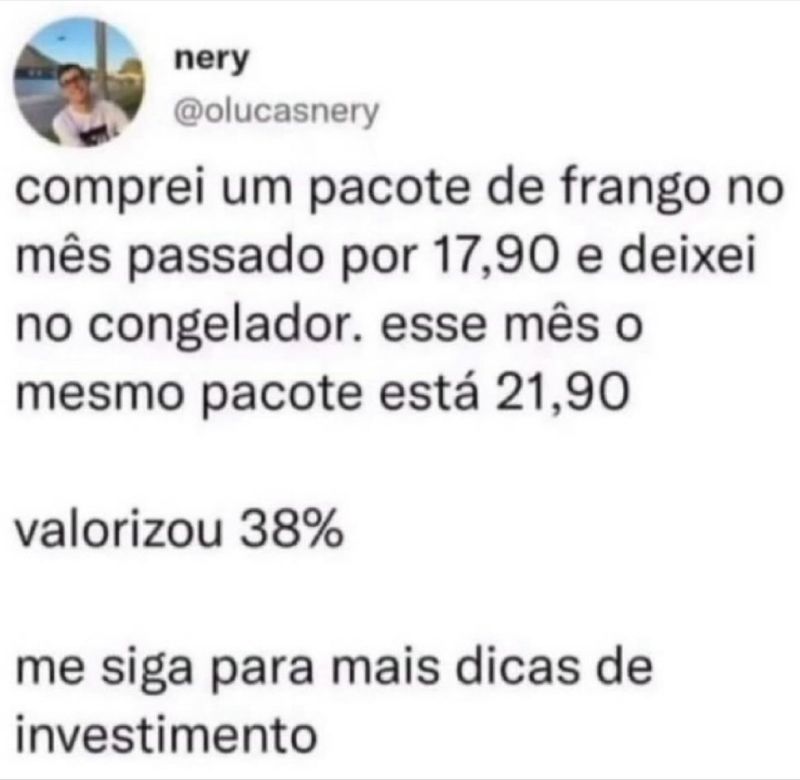 nery
@olucasnery
comprei um pacote de frango no
mês passado por 17,90 e deixei
no congelador. esse mês o
mesmo pacote está 21,90
valorizou 38%
me siga para mais dicas de
investimento